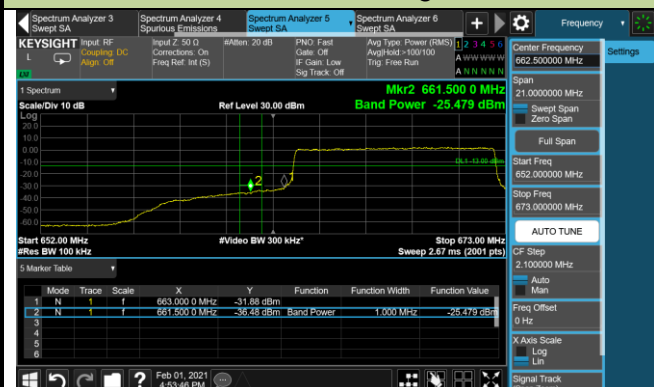 Spectrum Analyzer 3
Swept SA
Spectrum Analyzer 4
Spurious Emissions
Spectrum Analyzer 5
Swept SA
Spectrum Analyzer 6
Swept SA
Frequency
KEYSIGHT
L
LM
Input: RF
Coupling: DC
Align: Off
Input Z: 50 Ω
Corrections: On
Freq Ref: Int (S)
#Atten: 20 dB
PNO: Fast
Gate: Off
IF Gain: Low
Sig Track: Off
Avg Type: Power (RMS)
Avg|Hold:>100/100
Trig: Free Run
1 2 3 4 5 6
A W W W W W
A N N N N N
1 Spectrum
Scale/Div 10 dB
Ref Level 30.00 dBm
Mkr2 661.500 0 MHz
Band Power -25.479 dBm
Log
20.0
10.0
0.00
-10.0
-20.0
-30.0
-40.0
-50.0
-60.0
DL1 -13.00 dBm
2
1
Start 652.00 MHz
#Res BW 100 kHz
#Video BW 300 kHz*
Stop 673.00 MHz
Sweep 2.67 ms (2001 pts)
5 Marker Table
Mode Trace Scale X Y Function Function Width Function Value
1 N 1 f 663.000 0 MHz -31.88 dBm
2 N 1 f 661.500 0 MHz -36.48 dBm Band Power 1.000 MHz -25.479 dBm
3
4
5
6
Feb 01, 2021
4:53:46 PM
Center Frequency
662.500000 MHz
Settings
Span
21.0000000 MHz
Swept Span
Zero Span
Full Span
Start Freq
652.000000 MHz
Stop Freq
673.000000 MHz
AUTO TUNE
CF Step
2.100000 MHz
Auto
Man
Freq Offset
0 Hz
X Axis Scale
Log
Lin
Signal Track